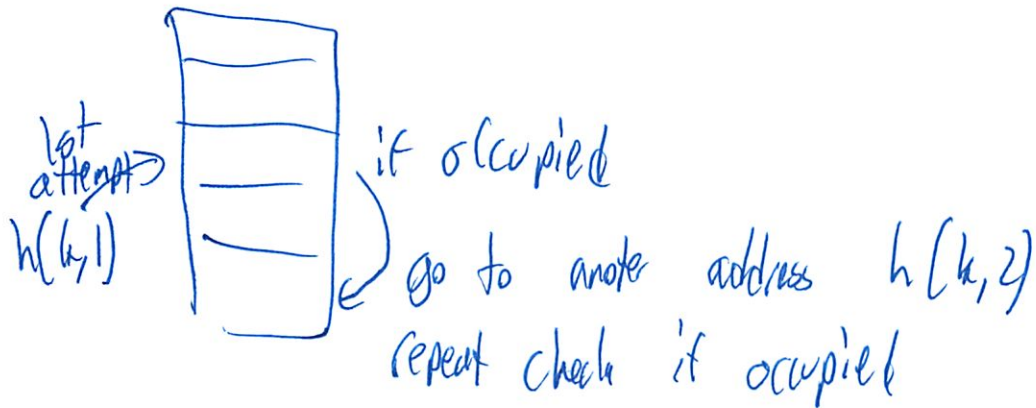 1st
attempt
h(k,1)
if occupied
go to anoter address h(k,2)
repeat check if occupied